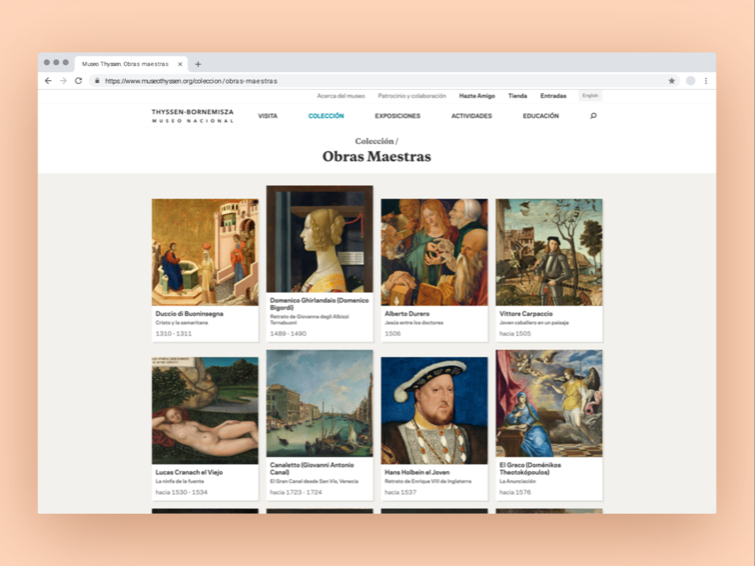 Museo Thyssen. Obras maestras
https://www.museothyssen.org/coleccion/obras-maestras
Acerca del museo Patrocinio y colaboración Hazte Amigo Tienda Entradas English
THYSSEN-BORNEMISZA
MUSEO NACIONAL
VISITA COLECCIÓN EXPOSICIONES ACTIVIDADES EDUCACIÓN
Colección /
Obras Maestras
Duccio di Buoninsegna
Cristo y la samaritana
1310 - 1311
Domenico Ghirlandaio (Domenico
Bigordi)
Retrato de Giovanna degli Albizzi
Tornabuoni
1489 - 1490
Alberto Durero
Jesús entre los doctores
1506
Vittore Carpaccio
Joven caballero en un paisaje
hacia 1505
Lucas Cranach el Viejo
La ninfa de la fuente
hacia 1530 - 1534
Canaletto (Giovanni Antonio
Canal)
El Gran Canal desde San Vio, Venecia
hacia 1723 - 1724
Hans Holbein el Joven
Retrato de Enrique VIII de Inglaterra
hacia 1537
El Greco (Doménikos
Theotokópoulos)
La Anunciación
hacia 1576